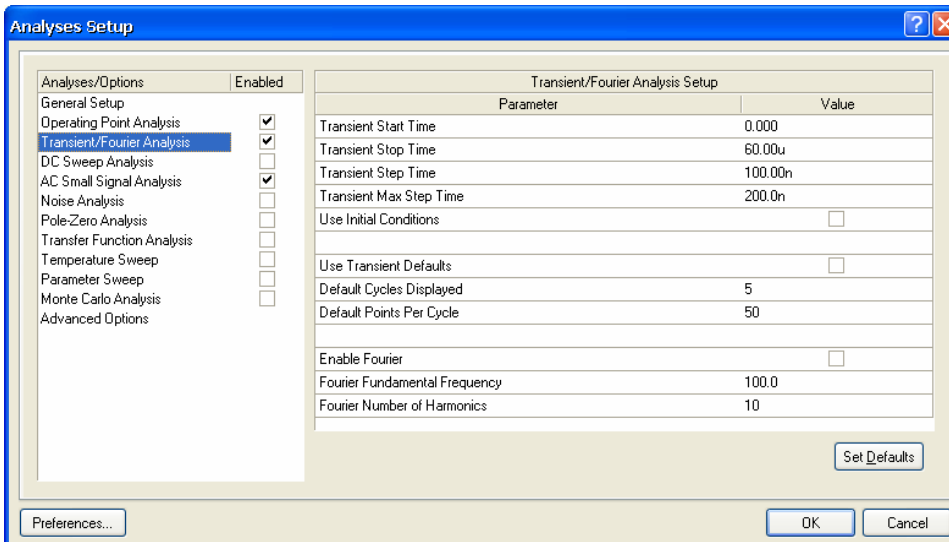 Analyses Setup
Analyses/Options Enabled
General Setup
Operating Point Analysis
Transient/Fourier Analysis
DC Sweep Analysis
AC Small Signal Analysis
Noise Analysis
Pole-Zero Analysis
Transfer Function Analysis
Temperature Sweep
Parameter Sweep
Monte Carlo Analysis
Advanced Options
Transient/Fourier Analysis Setup
Parameter Value
Transient Start Time 0.000
Transient Stop Time 60.00u
Transient Step Time 100.00n
Transient Max Step Time 200.0n
Use Initial Conditions
Use Transient Defaults
Default Cycles Displayed 5
Default Points Per Cycle 50
Enable Fourier
Fourier Fundamental Frequency 100.0
Fourier Number of Harmonics 10
Set Defaults
Preferences... OK Cancel